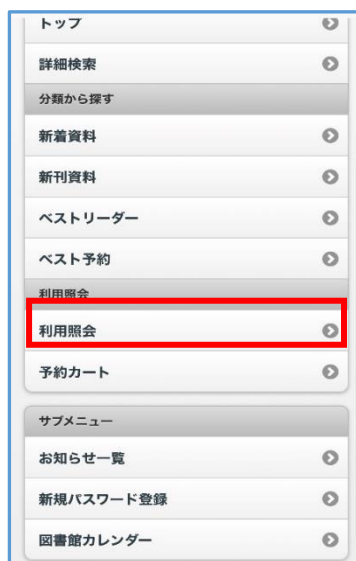 トップ
詳細検索
分類から探す
新着資料
新刊資料
ベストリーダー
ベスト予約
利用照会
利用照会
予約カート
サブメニュー
お知らせ一覧
新規パスワード登録
図書館カレンダー